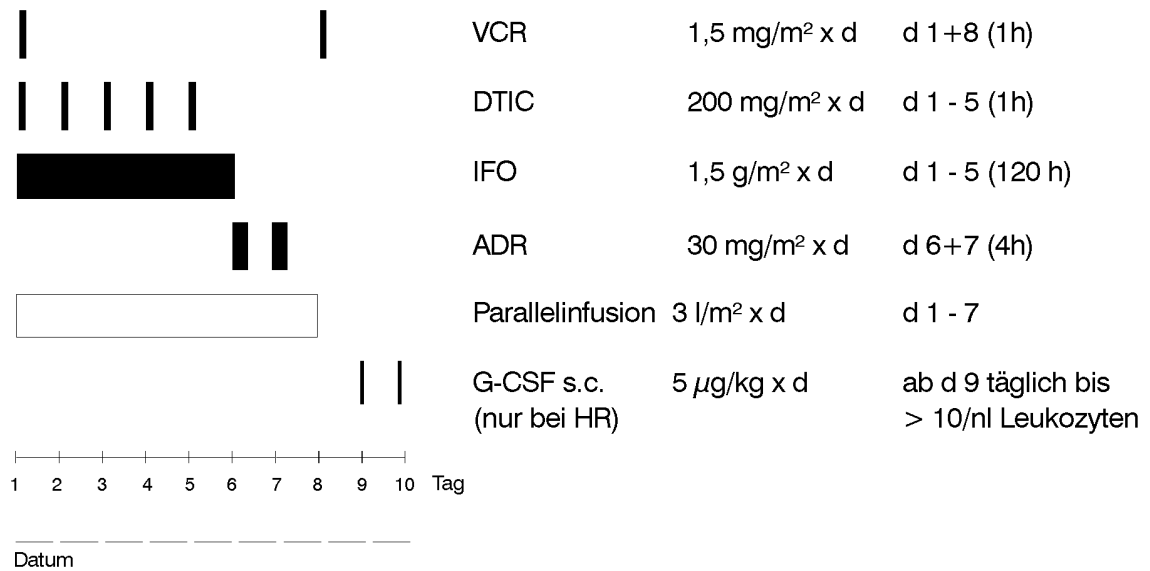 VCR 1,5 mg/m² x d d 1+8 (1h)
DTIC 200 mg/m² x d d 1 - 5 (1h)
IFO 1,5 g/m² x d d 1 - 5 (120 h)
ADR 30 mg/m² x d d 6+7 (4h)
Parallelinfusion 3 l/m² x d d 1 - 7
G-CSF s.c. 5 µg/kg x d ab d 9 täglich bis
(nur bei HR) > 10/nl Leukozyten
1 2 3 4 5 6 7 8 9 10 Tag
Datum